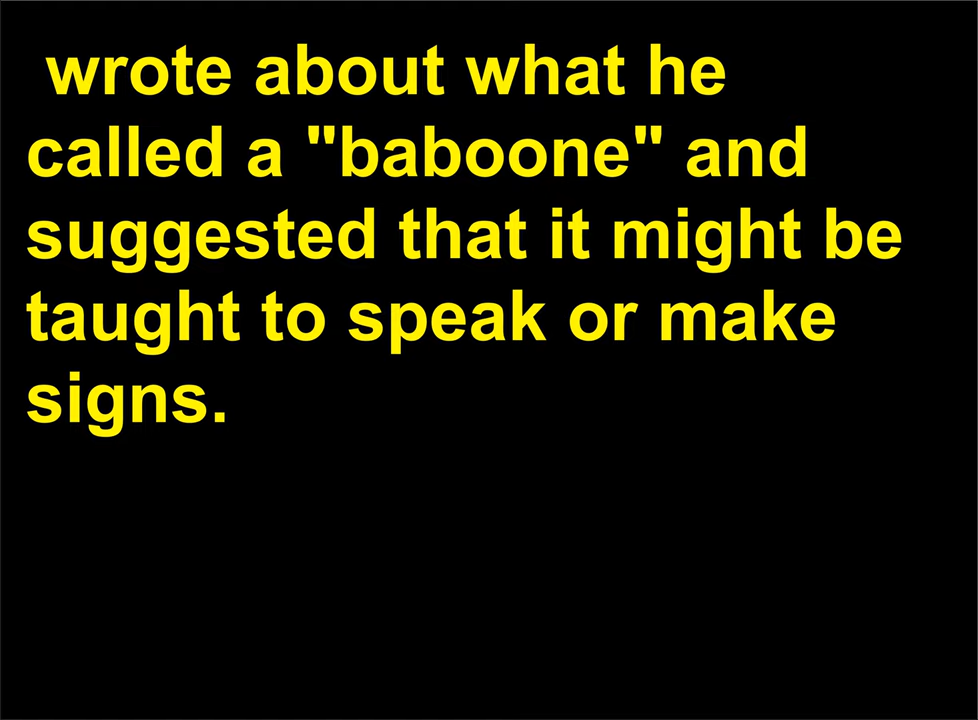 wrote about what he
called a "baboone" and
suggested that it might be
taught to speak or make
signs.